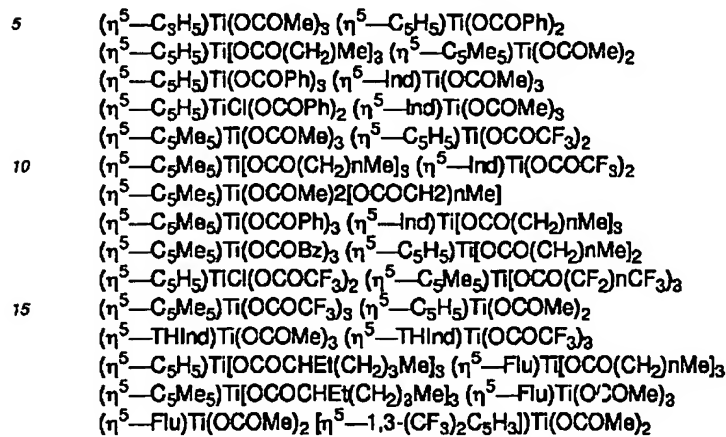 5 (η⁵—C₃H₅)Ti(OCOMe)₃ (η⁵—C₅H₅)Ti(OCOPh)₂
(η⁵—C₅H₅)Ti[OCO(CH₂)Me]₃ (η⁵—C₅Me₅)Ti(OCOMe)₂
(η⁵—C₅H₅)Ti(OCOPh)₃ (η⁵—Ind)Ti(OCOMe)₃
(η⁵—C₅H₅)TiCl(OCOPh)₂ (η⁵—Ind)Ti(OCOMe)₃
(η⁵—C₅Me₅)Ti(OCOMe)₃ (η⁵—C₅H₅)Ti(OCOCF₃)₂
10 (η⁵—C₅Me₅)Ti[OCO(CH₂)nMe]₃ (η⁵—Ind)Ti(OCOCF₃)₂
(η⁵—C₅Me₅)Ti(OCOMe)2[OCOCH2)nMe]
(η⁵—C₅Me₅)Ti(OCOPh)₃ (η⁵—Ind)Ti[OCO(CH₂)nMe]₃
(η⁵—C₅Me₅)Ti(OCOBz)₃ (η⁵—C₅H₅)Ti[OCO(CH₂)nMe]₂
(η⁵—C₅H₅)TiCl(OCOCF₃)₂ (η⁵—C₅Me₅)Ti[OCO(CF₂)nCF₃)₃
15 (η⁵—C₅Me₅)Ti(OCOCF₃)₃ (η⁵—C₅H₅)Ti(OCOMe)₂
(η⁵—THInd)Ti(OCOMe)₃ (η⁵—THInd)Ti(OCOCF₃)₃
(η⁵—C₅H₅)Ti[OCOCHEt(CH₂)₃Me]₃ (η⁵—Flu)Ti[OCO(CH₂)nMe]₃
(η⁵—C₅Me₅)Ti[OCOCHEt(CH₂)₃Me]₃ (η⁵—Flu)Ti(OCOMe)₃
(η⁵—Flu)Ti(OCOMe)₂ [η⁵—1,3-(CF₃)₂C₅H₃])Ti(OCOMe)₂